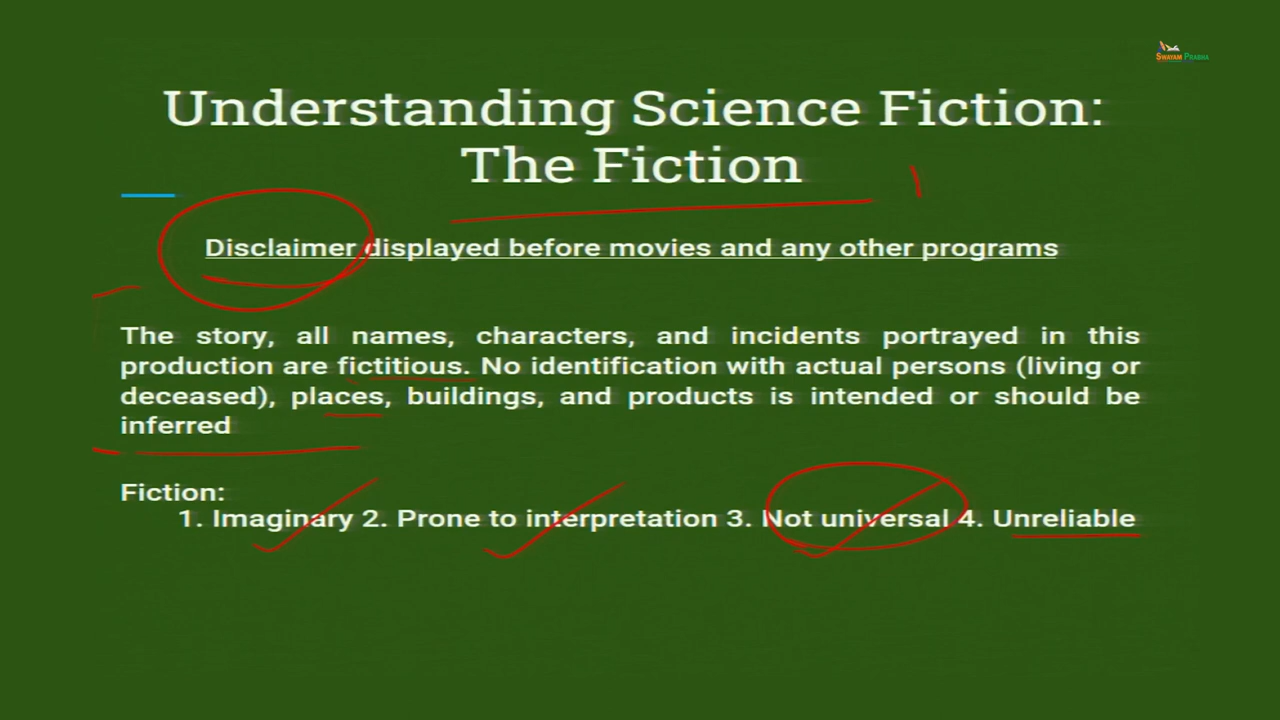 SWAYAM PRABHA
Understanding Science Fiction:
The Fiction
Disclaimer displayed before movies and any other programs
The story, all names, characters, and incidents portrayed in this
production are fictitious. No identification with actual persons (living or
deceased), places, buildings, and products is intended or should be
inferred
Fiction:
1. Imaginary 2. Prone to interpretation 3. Not universal 4. Unreliable